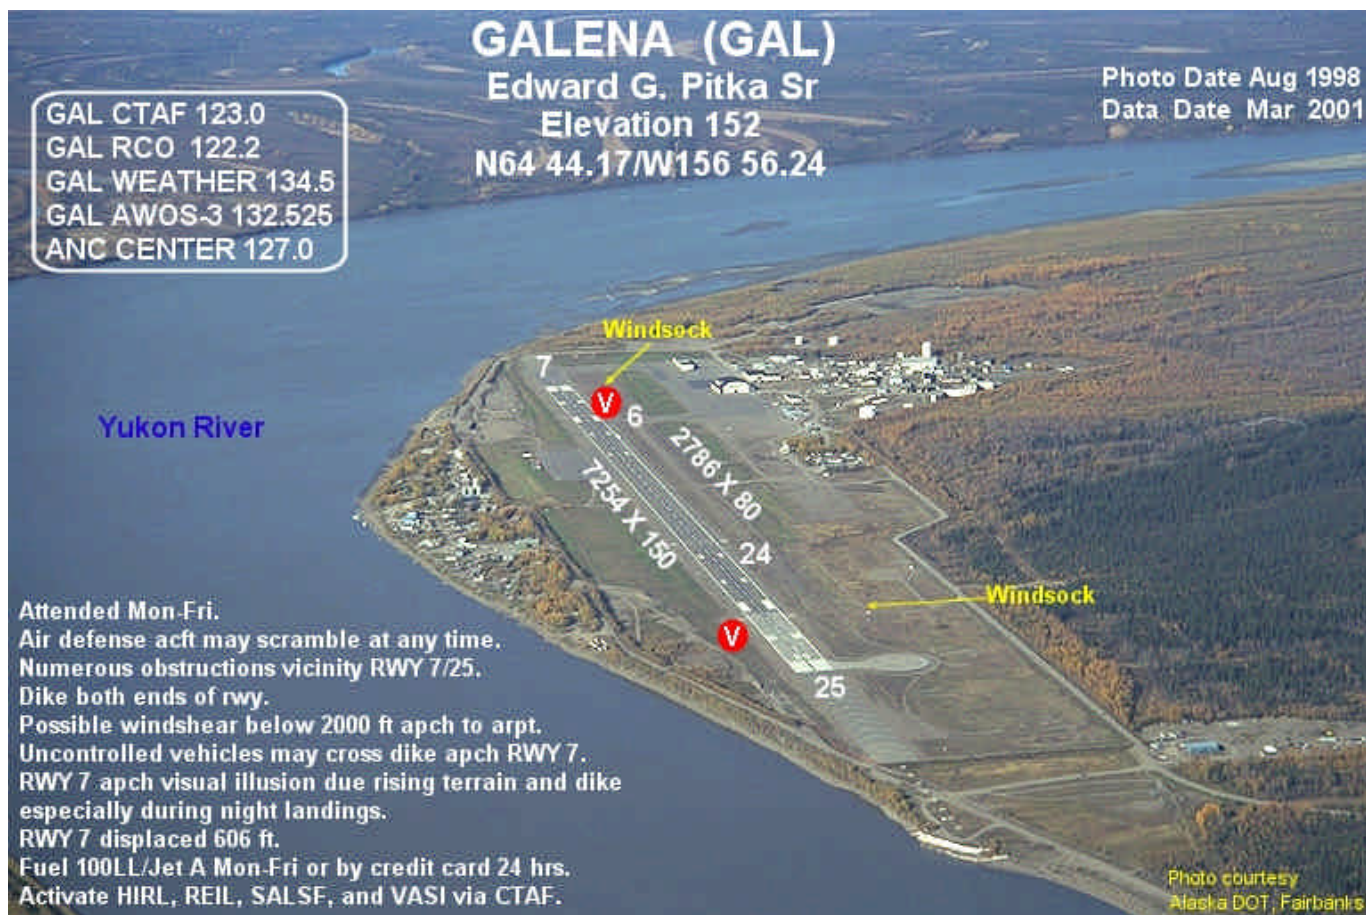 GALENA (GAL)
Edward G. Pitka Sr
Elevation 152
N64 44.17/W156 56.24
Photo Date Aug 1998
Data Date Mar 2001
GAL CTAF 123.0
GAL RCO 122.2
GAL WEATHER 134.5
GAL AWOS-3 132.525
ANC CENTER 127.0
Windsock
7
V
6
2786 X 80
Yukon River
7254 X 150
24
Windsock
V
25
Attended Mon-Fri.
Air defense acft may scramble at any time.
Numerous obstructions vicinity RWY 7/25.
Dike both ends of rwy.
Possible windshear below 2000 ft apch to arpt.
Uncontrolled vehicles may cross dike apch RWY 7.
RWY 7 apch visual illusion due rising terrain and dike
especially during night landings.
RWY 7 displaced 606 ft.
Fuel 100LL/Jet A Mon-Fri or by credit card 24 hrs.
Activate HIRL, REIL, SALSF, and VASI via CTAF.
Photo courtesy
Alaska DOT, Fairbanks